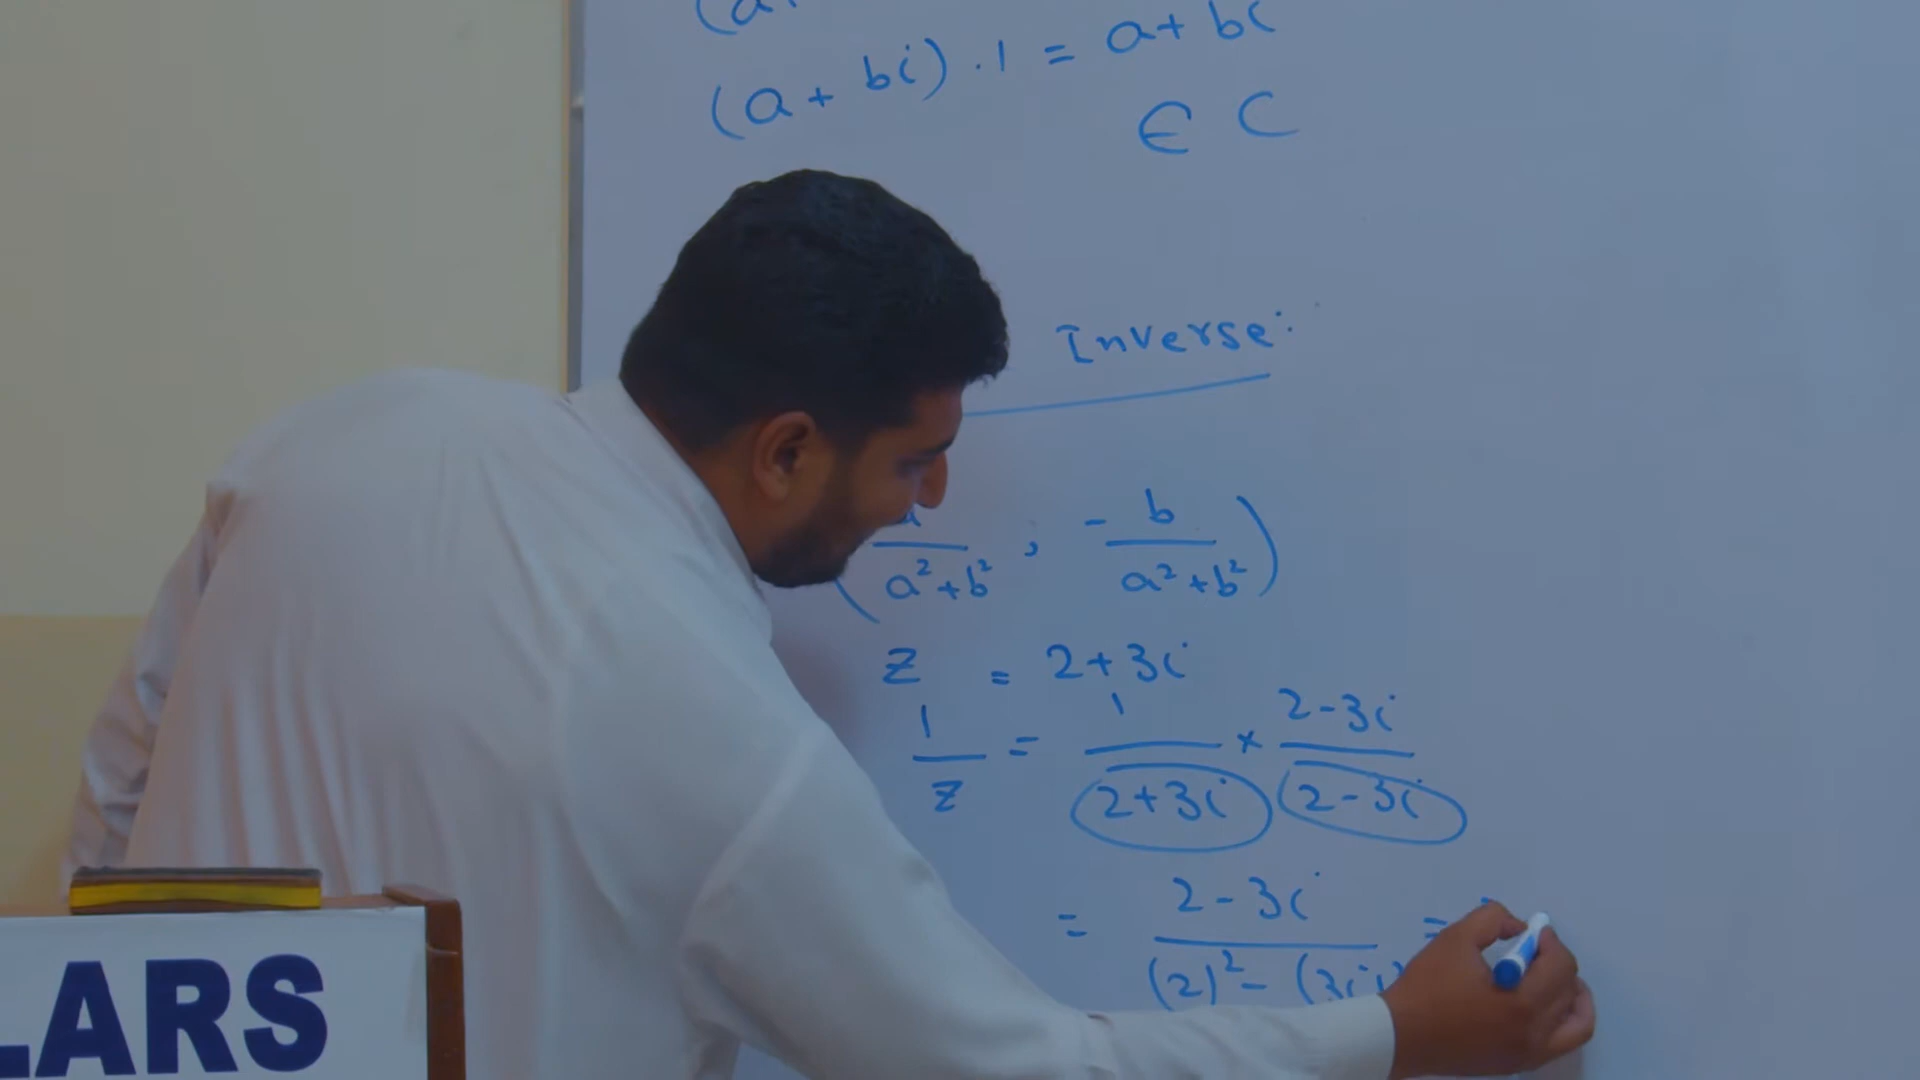 (a+
(a + bi) . 1 = a + bi
∈ C
Inverse:
(a/a²+b² , - b/a²+b²)
z = 2+3i
1/z = 1/2+3i × 2-3i/2-3i
= 2-3i/(2)² - (3i)² =
LARS